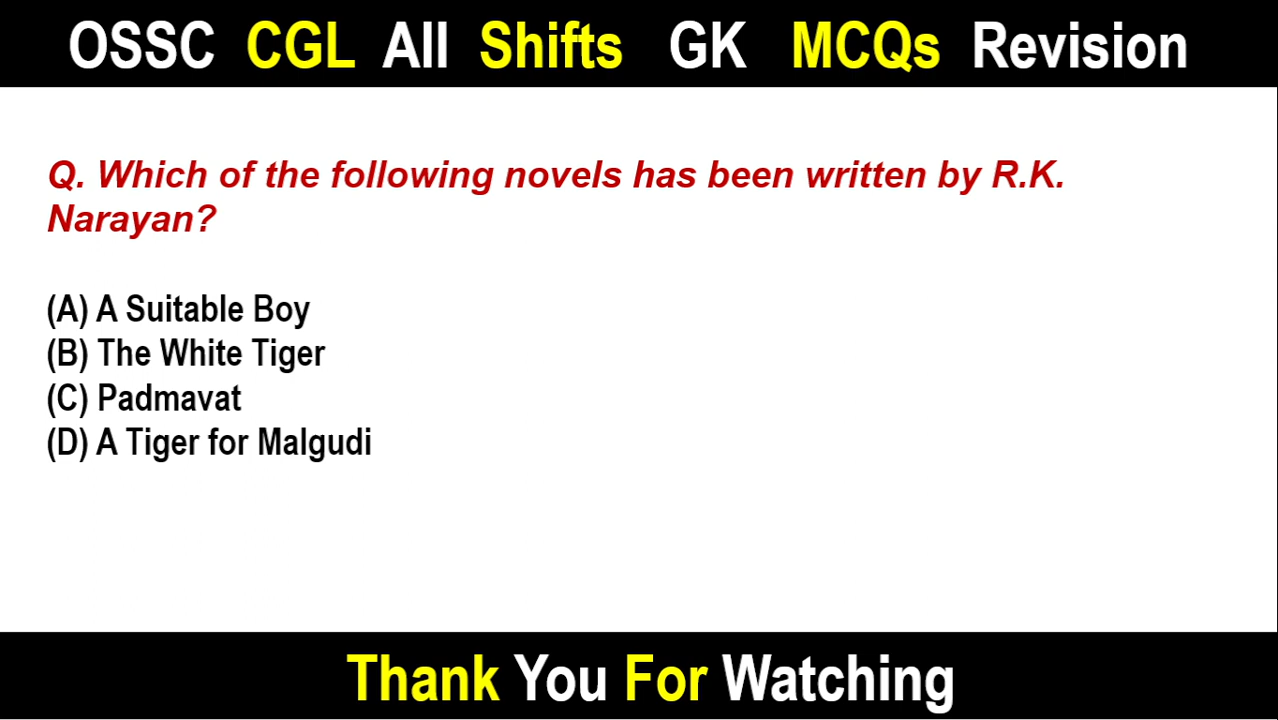 OSSC CGL All Shifts GK MCQs Revision
Q. Which of the following novels has been written by R.K.
Narayan?
(A) A Suitable Boy
(B) The White Tiger
(C) Padmavat
(D) A Tiger for Malgudi
Thank You For Watching